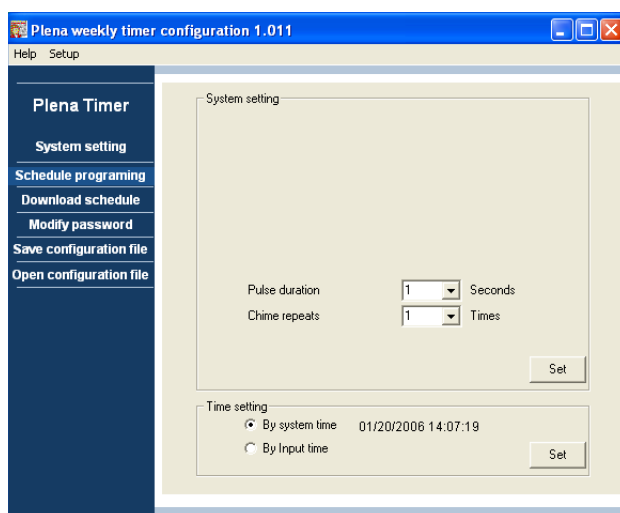 Plena weekly timer configuration 1.011
Help Setup
Plena Timer
System setting
Schedule programing
Download schedule
Modify password
Save configuration file
Open configuration file
System setting
Pulse duration 1 Seconds
Chime repeats 1 Times
Set
Time setting
By system time 01/20/2006 14:07:19
By Input time
Set